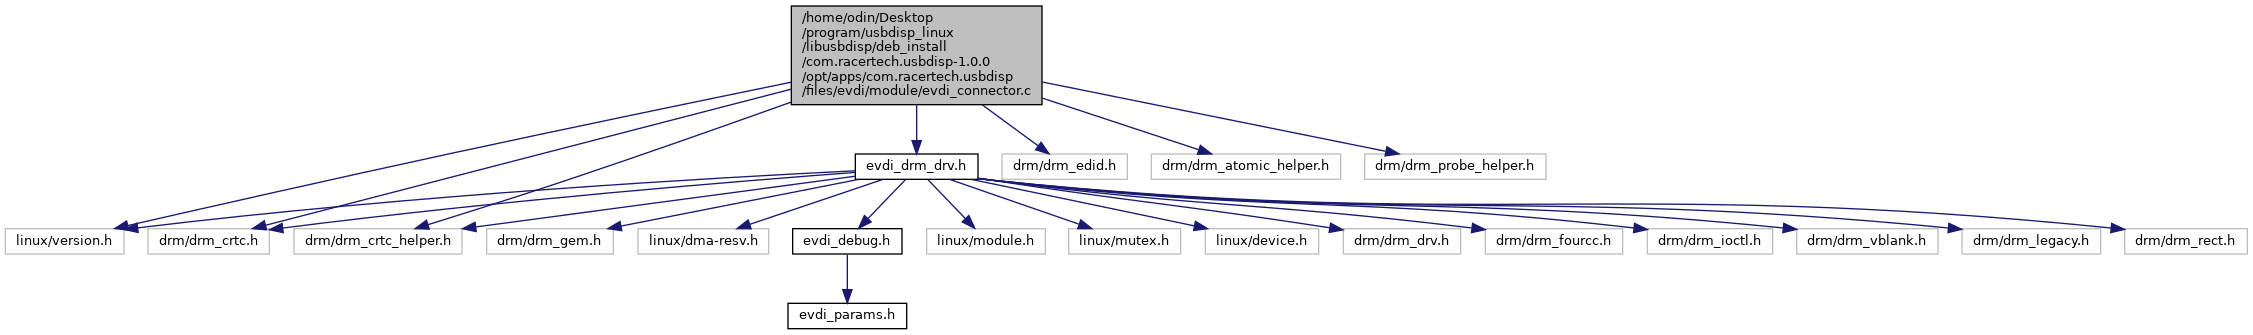 /home/odin/Desktop
/program/usbdisp_linux
/libusbdisp/deb_install
/com.racertech.usbdisp-1.0.0
/opt/apps/com.racertech.usbdisp
/files/evdi/module/evdi_connector.c
evdi_drm_drv.h
drm/drm_edid.h
drm/drm_atomic_helper.h
drm/drm_probe_helper.h
linux/version.h
drm/drm_crtc.h
drm/drm_crtc_helper.h
drm/drm_gem.h
linux/dma-resv.h
evdi_debug.h
linux/module.h
linux/mutex.h
linux/device.h
drm/drm_drv.h
drm/drm_fourcc.h
drm/drm_ioctl.h
drm/drm_vblank.h
drm/drm_legacy.h
drm/drm_rect.h
evdi_params.h